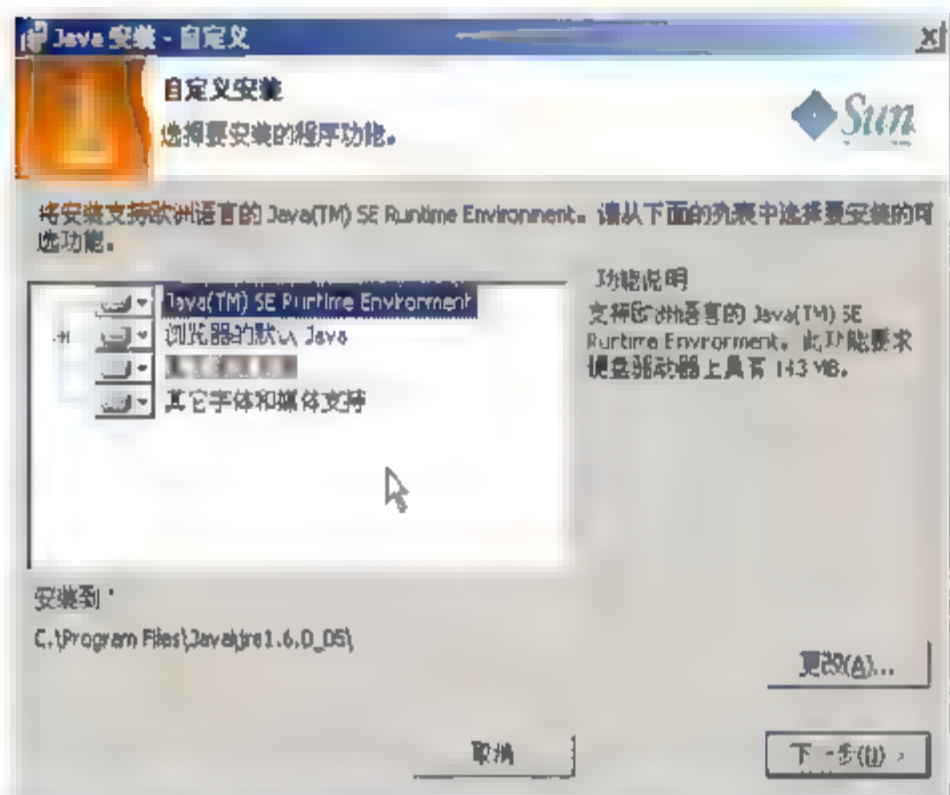 Java 安装 - 自定义
自定义安装
选择要安装的程序功能。
Sun
将安装支持欧洲语言的 Java(TM) SE Runtime Environment。请从下面的列表中选择要安装的可
选功能。
Java(TM) SE Runtime Environment
浏览器的默认 Java
其它字体和媒体支持
功能说明
支持欧洲语言的 Java(TM) SE
Runtime Environment。此功能要求
硬盘驱动器上具有 MB。
安装到：
C:\Program Files\Java\jre1.6.0_05\
更改(A)...
取消
下一步(N) >